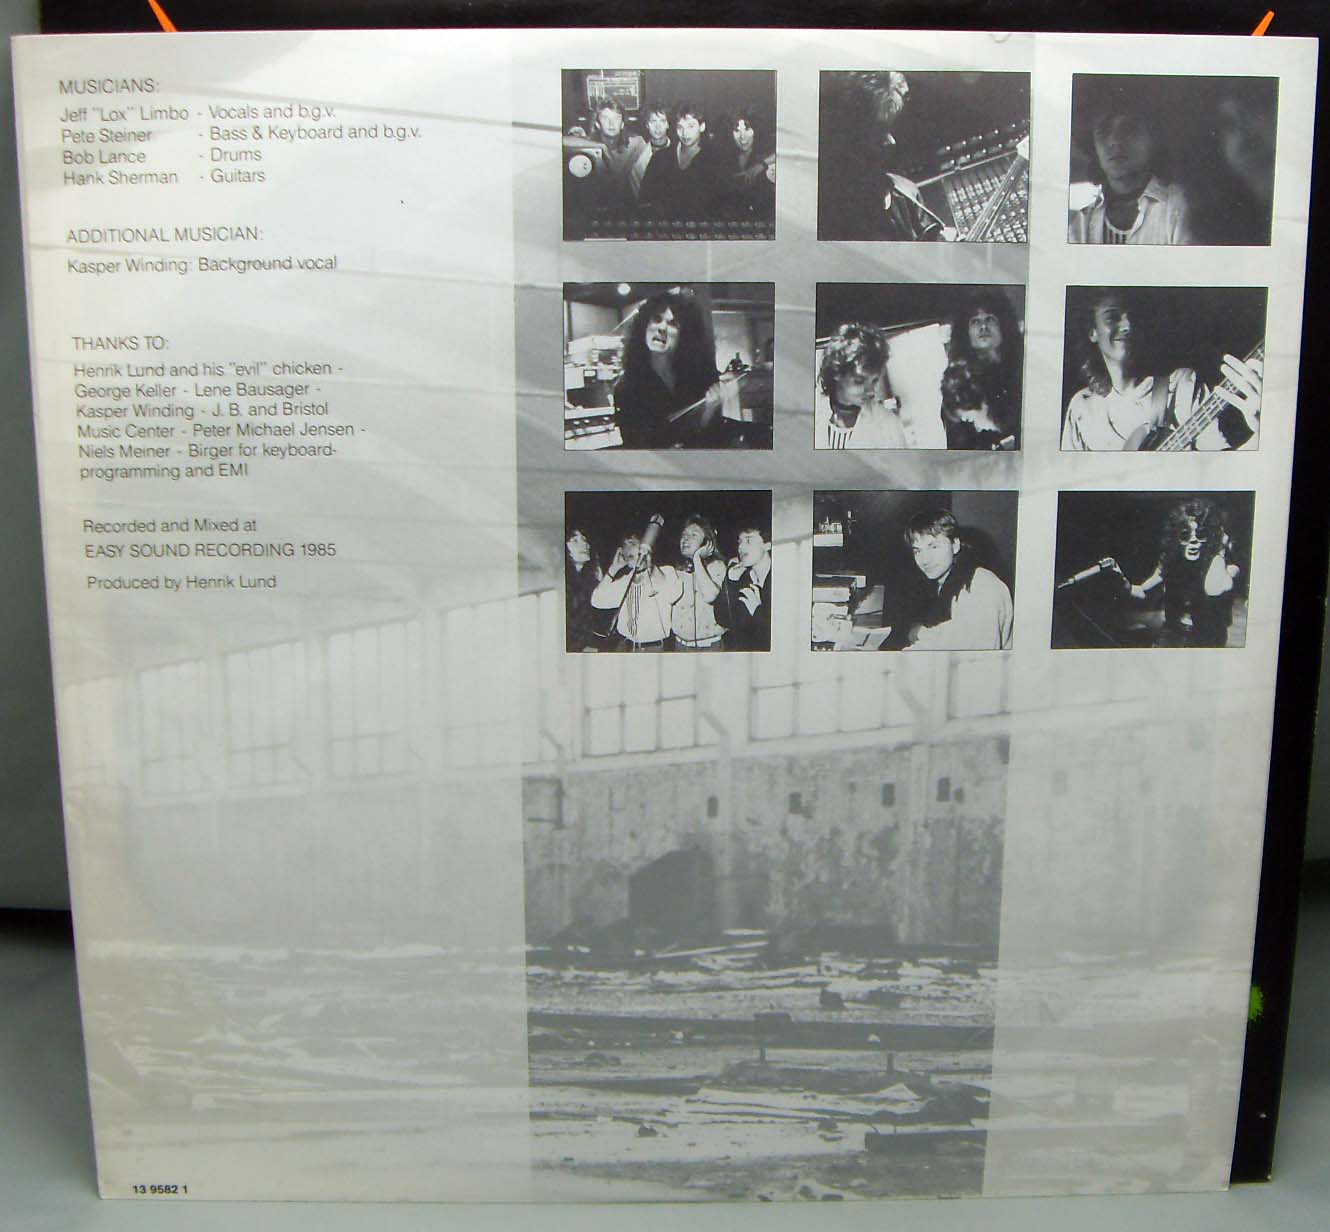 MUSICIANS:
Jeff "Lox" Limbo - Vocals and b.g.v.
Pete Steiner - Bass & Keyboard and b.g.v.
Bob Lance - Drums
Hank Sherman - Guitars
ADDITIONAL MUSICIAN:
Kasper Winding: Background vocal
THANKS TO:
Henrik Lund and his "evil" chicken -
George Keller - Lene Bausager -
Kasper Winding - J. B. and Bristol
Music Center - Peter Michael Jensen -
Niels Meiner - Birger for keyboard-
programming and EMI
Recorded and Mixed at
EASY SOUND RECORDING 1985
Produced by Henrik Lund
13 9582 1